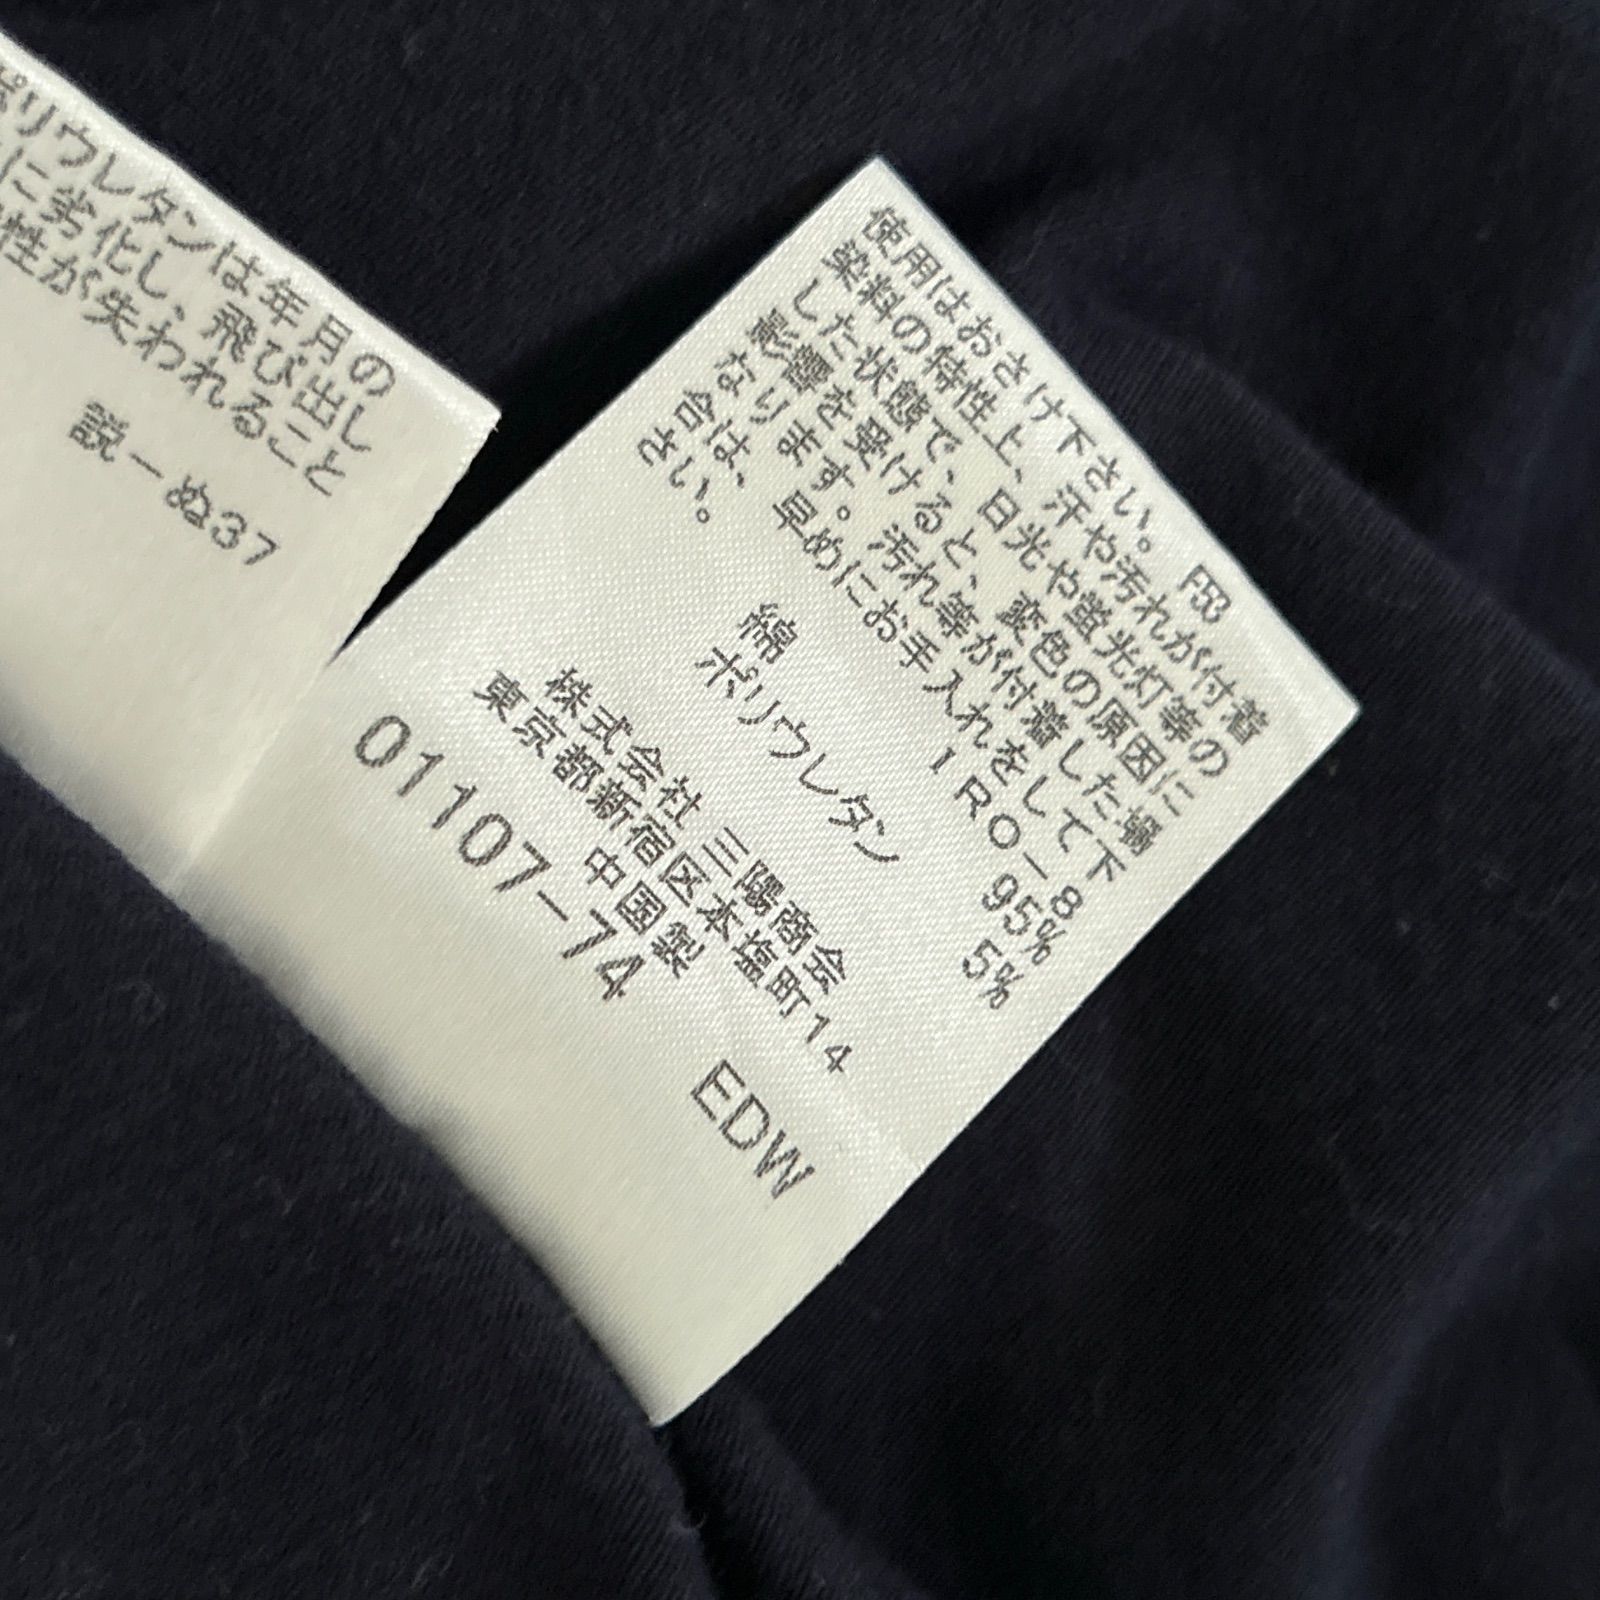 ポリウレタンは年月の
に劣化し、飛び出し
性が失われること
説-ぬ37
使用はおさけ下さい。 F53
染料の特性上、汗や汚れが付着
した状態で、日光や蛍光灯等の
影響を受けると、変色の原因に
なります。汚れ等が付着した場
合は、早めにお手入れをして下
さい。
IRO-8
綿 95%
ポリウレタン 5%
株式会社 三陽商会
東京都新宿区本塩町14
中国製
01107-74
EDW